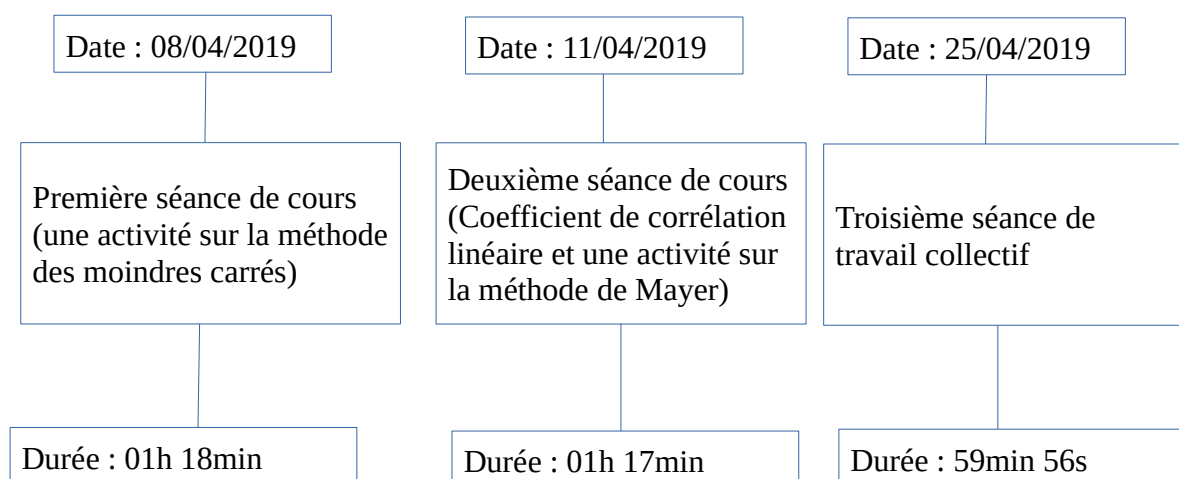 Date : 08/04/2019
Première séance de cours
(une activité sur la méthode
des moindres carrés)
Durée : 01h 18min
Date : 11/04/2019
Deuxième séance de cours
(Coefficient de corrélation
linéaire et une activité sur
la méthode de Mayer)
Durée : 01h 17min
Date : 25/04/2019
Troisième séance de
travail collectif
Durée : 59min 56s